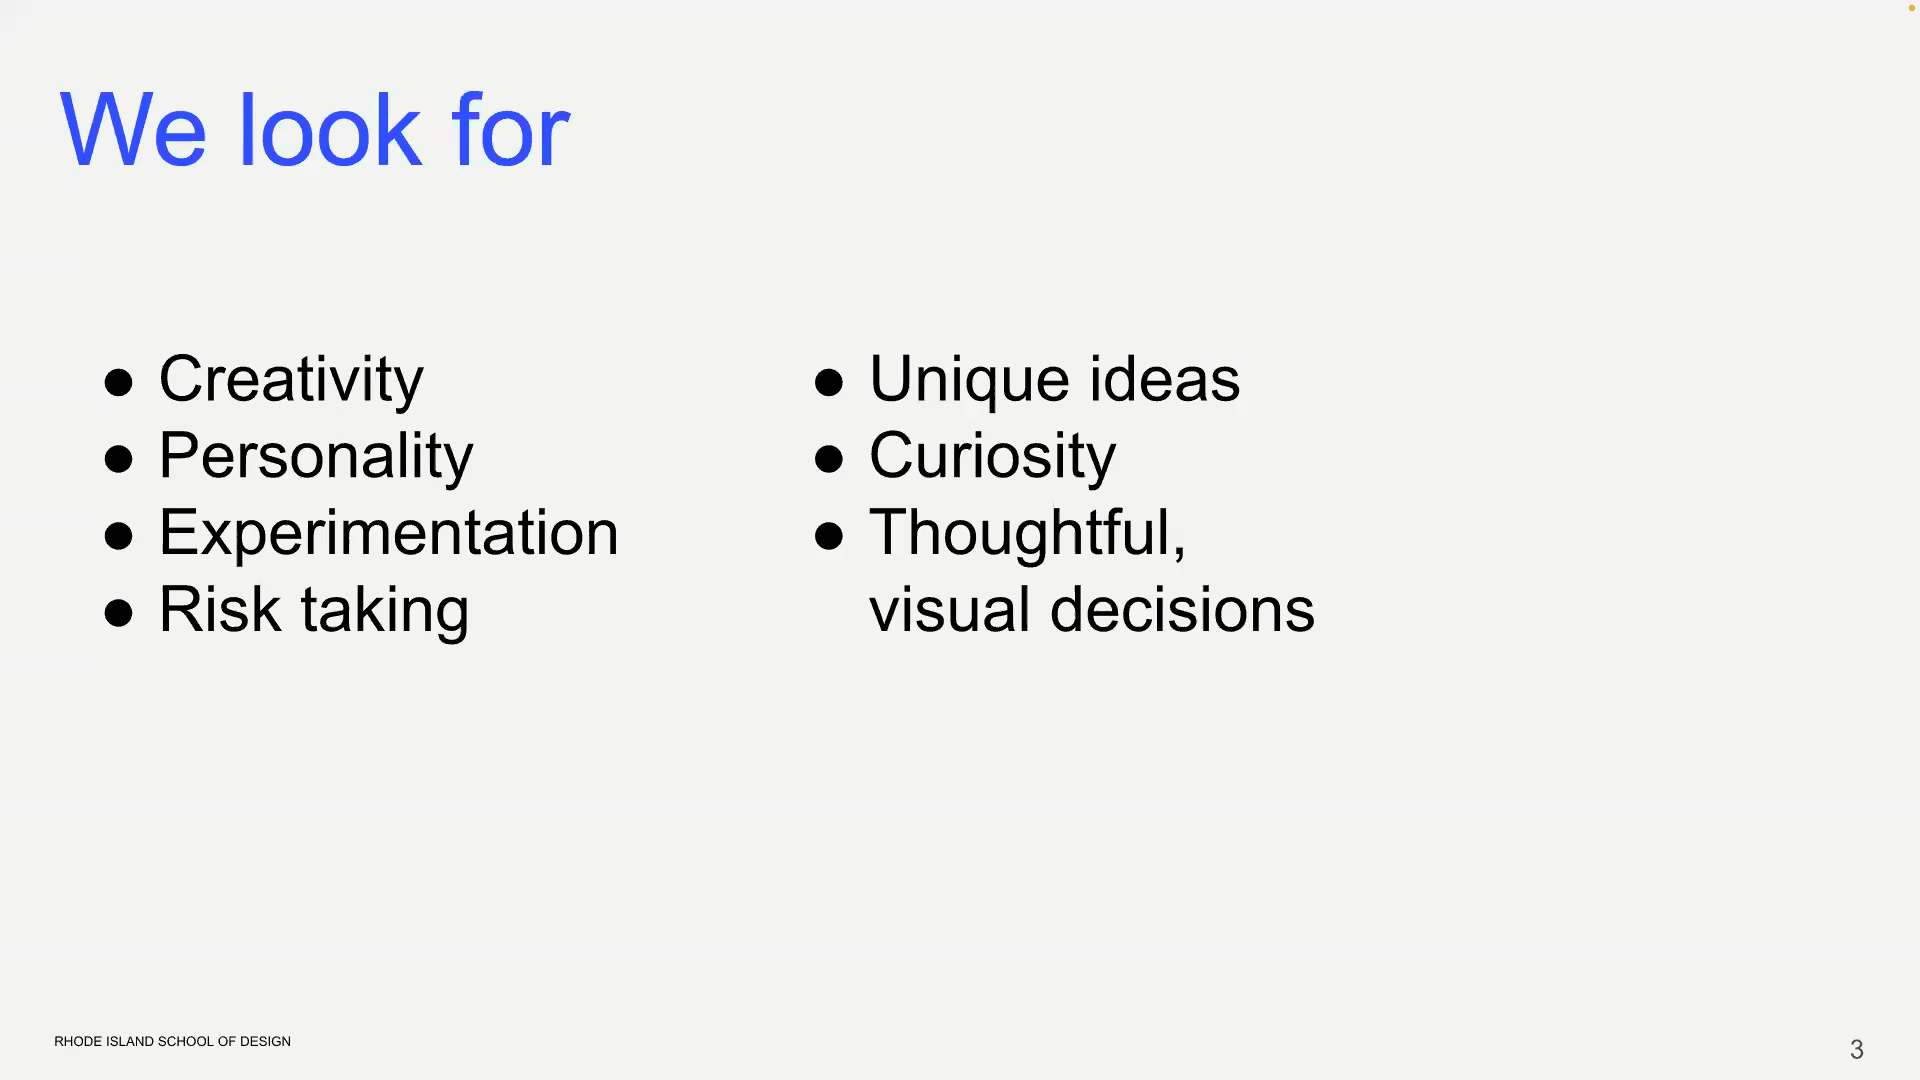 We look for
● Creativity
● Personality
● Experimentation
● Risk taking
● Unique ideas
● Curiosity
● Thoughtful,
visual decisions
RHODE ISLAND SCHOOL OF DESIGN
3